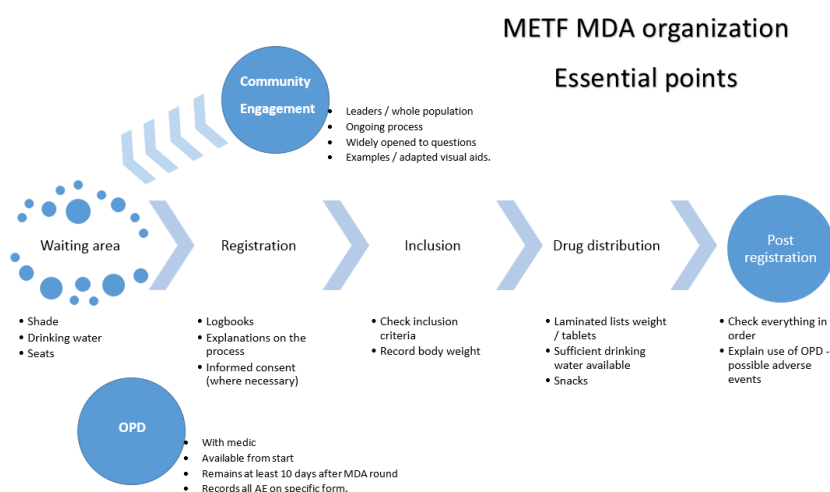 METF MDA organization
Essential points
Community
Engagement
• Leaders / whole population
• Ongoing process
• Widely opened to questions
• Examples / adapted visual aids.
Waiting area
Registration
Inclusion
Drug distribution
Post
registration
• Shade
• Drinking water
• Seats
• Logbooks
• Explanations on the
process
• Informed consent
(where necessary)
• Check inclusion
criteria
• Record body weight
• Laminated lists weight
/ tablets
• Sufficient drinking
water available
• Snacks
• Check everything in
order
• Explain use of OPD -
possible adverse
events
OPD
• With medic
• Available from start
• Remains at least 10 days after MDA round
• Records all AE on specific form.